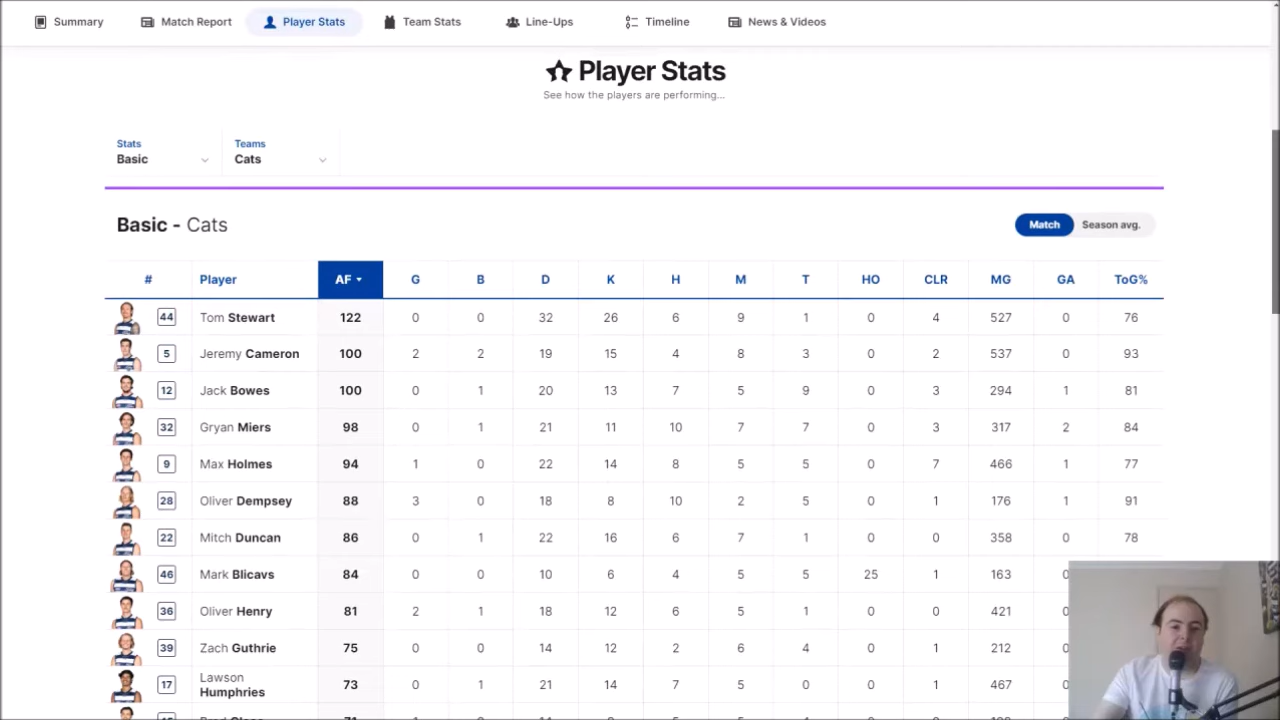 Summary Match Report Player Stats Team Stats Line-Ups Timeline News & Videos
Player Stats
See how the players are performing...
Stats Teams
Basic Cats
Basic - Cats Match Season avg.
# Player AF G B D K H M T HO CLR MG GA ToG%
44 Tom Stewart 122 0 0 32 26 6 9 1 0 4 527 0 76
5 Jeremy Cameron 100 2 2 19 15 4 8 3 0 2 537 0 93
12 Jack Bowes 100 0 1 20 13 7 5 9 0 3 294 1 81
32 Gryan Miers 98 0 1 21 11 10 7 7 0 3 317 2 84
9 Max Holmes 94 1 0 22 14 8 5 5 0 7 466 1 77
28 Oliver Dempsey 88 3 0 18 8 10 2 5 0 1 176 1 91
22 Mitch Duncan 86 0 1 22 16 6 7 1 0 0 358 0 78
46 Mark Blicavs 84 0 0 10 6 4 5 5 25 1 163
36 Oliver Henry 81 2 1 18 12 6 5 1 0 0 421
39 Zach Guthrie 75 0 0 14 12 2 6 4 0 1 212
17 Lawson Humphries 73 0 1 21 14 7 5 0 0 1 467